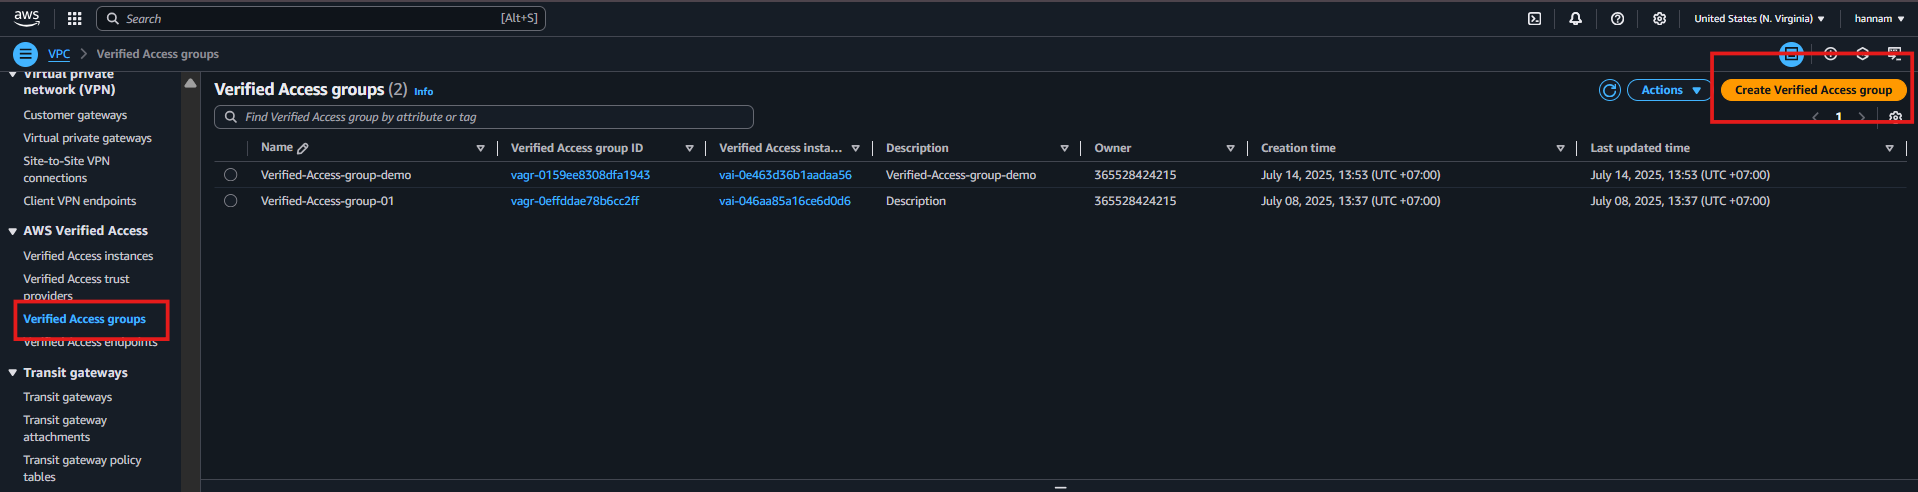 aws
Search [Alt+S]
United States (N. Virginia)
hannam
VPC
Verified Access groups
Virtual private
network (VPN)
Customer gateways
Virtual private gateways
Site-to-Site VPN
connections
Client VPN endpoints
AWS Verified Access
Verified Access instances
Verified Access trust
providers
Verified Access groups
Verified Access endpoints
Transit gateways
Transit gateways
Transit gateway
attachments
Transit gateway policy
tables
Verified Access groups (2) Info
Actions
Create Verified Access group
Find Verified Access group by attribute or tag
1
Name Verified Access group ID Verified Access insta... Description Owner Creation time Last updated time
Verified-Access-group-demo vagr-0159ee8308dfa1943 vai-0e463d36b1aadaa56 Verified-Access-group-demo 365528424215 July 14, 2025, 13:53 (UTC +07:00) July 14, 2025, 13:53 (UTC +07:00)
Verified-Access-group-01 vagr-0effddae78b6cc2ff vai-046aa85a16ce6d0d6 Description 365528424215 July 08, 2025, 13:37 (UTC +07:00) July 08, 2025, 13:37 (UTC +07:00)